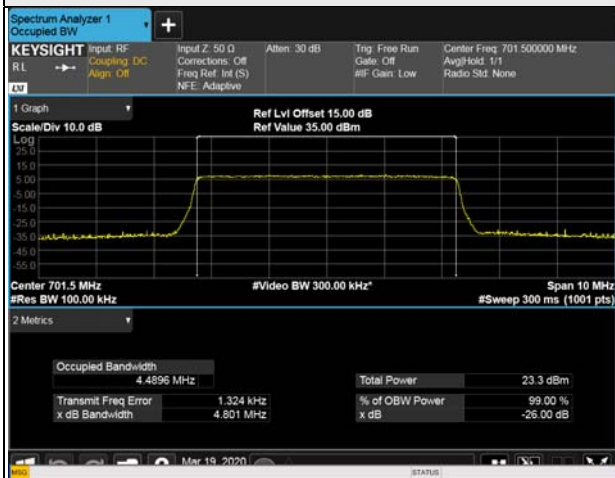 Spectrum Analyzer 1
Occupied BW
+
KEYSIGHT Input: RF Input Z: 50 Ω Atten: 30 dB Trig: Free Run Center Freq: 701.500000 MHz
RL Coupling: DC Corrections: Off Gate: Off Avg|Hold: 1/1
Align: Off Freq Ref: Int (S) #IF Gain: Low Radio Std: None
LXI NFE: Adaptive
1 Graph
Ref Lvl Offset 15.00 dB
Scale/Div 10.0 dB Ref Value 35.00 dBm
Log
25.0
15.0
5.00
-5.00
-15.0
-25.0
-35.0
-45.0
-55.0
Center 701.5 MHz #Video BW 300.00 kHz* Span 10 MHz
#Res BW 100.00 kHz #Sweep 300 ms (1001 pts)
2 Metrics
Occupied Bandwidth
4.4896 MHz Total Power 23.3 dBm
Transmit Freq Error 1.324 kHz % of OBW Power 99.00 %
x dB Bandwidth 4.801 MHz x dB -26.00 dB
Mar 19, 2020
MSG STATUS